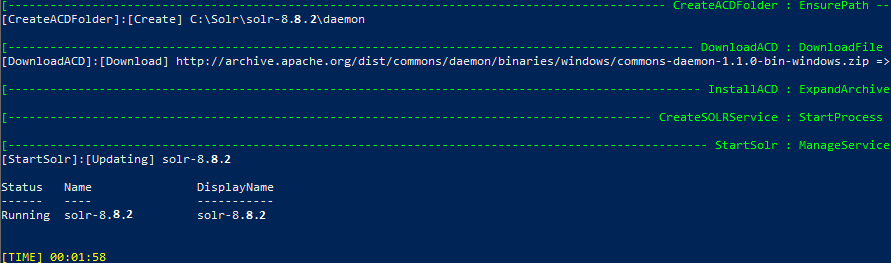 [------------------------------------------------------------------------------------------- CreateACDFolder : EnsurePath --
[CreateACDFolder]:[Create] C:\Solr\solr-8.8.2\daemon
[----------------------------------------------------------------------------------------------- DownloadACD : DownloadFile
[DownloadACD]:[Download] http://archive.apache.org/dist/commons/daemon/binaries/windows/commons-daemon-1.1.0-bin-windows.zip =>
[------------------------------------------------------------------------------------------------ InstallACD : ExpandArchive
[----------------------------------------------------------------------------------------- CreateSOLRService : StartProcess
[------------------------------------------------------------------------------------------------- StartSolr : ManageService
[StartSolr]:[Updating] solr-8.8.2
Status   Name               DisplayName
------   ----               -----------
Running  solr-8.8.2         solr-8.8.2
[TIME] 00:01:58